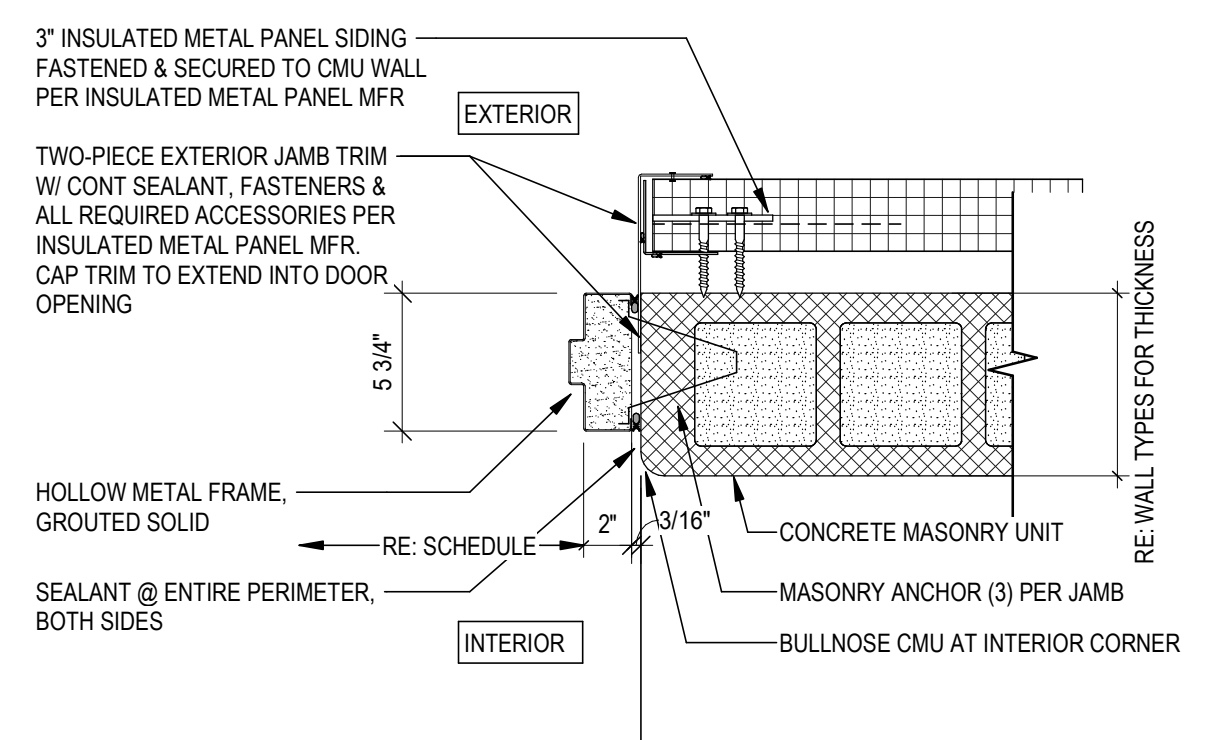 3" INSULATED METAL PANEL SIDING
FASTENED & SECURED TO CMU WALL
PER INSULATED METAL PANEL MFR
EXTERIOR
TWO-PIECE EXTERIOR JAMB TRIM
W/ CONT SEALANT, FASTENERS &
ALL REQUIRED ACCESSORIES PER
INSULATED METAL PANEL MFR.
CAP TRIM TO EXTEND INTO DOOR
OPENING
5 3/4"
RE: WALL TYPES FOR THICKNESS
HOLLOW METAL FRAME,
GROUTED SOLID
2"
3/16"
RE: SCHEDULE
CONCRETE MASONRY UNIT
SEALANT @ ENTIRE PERIMETER,
BOTH SIDES
MASONRY ANCHOR (3) PER JAMB
INTERIOR
BULLNOSE CMU AT INTERIOR CORNER